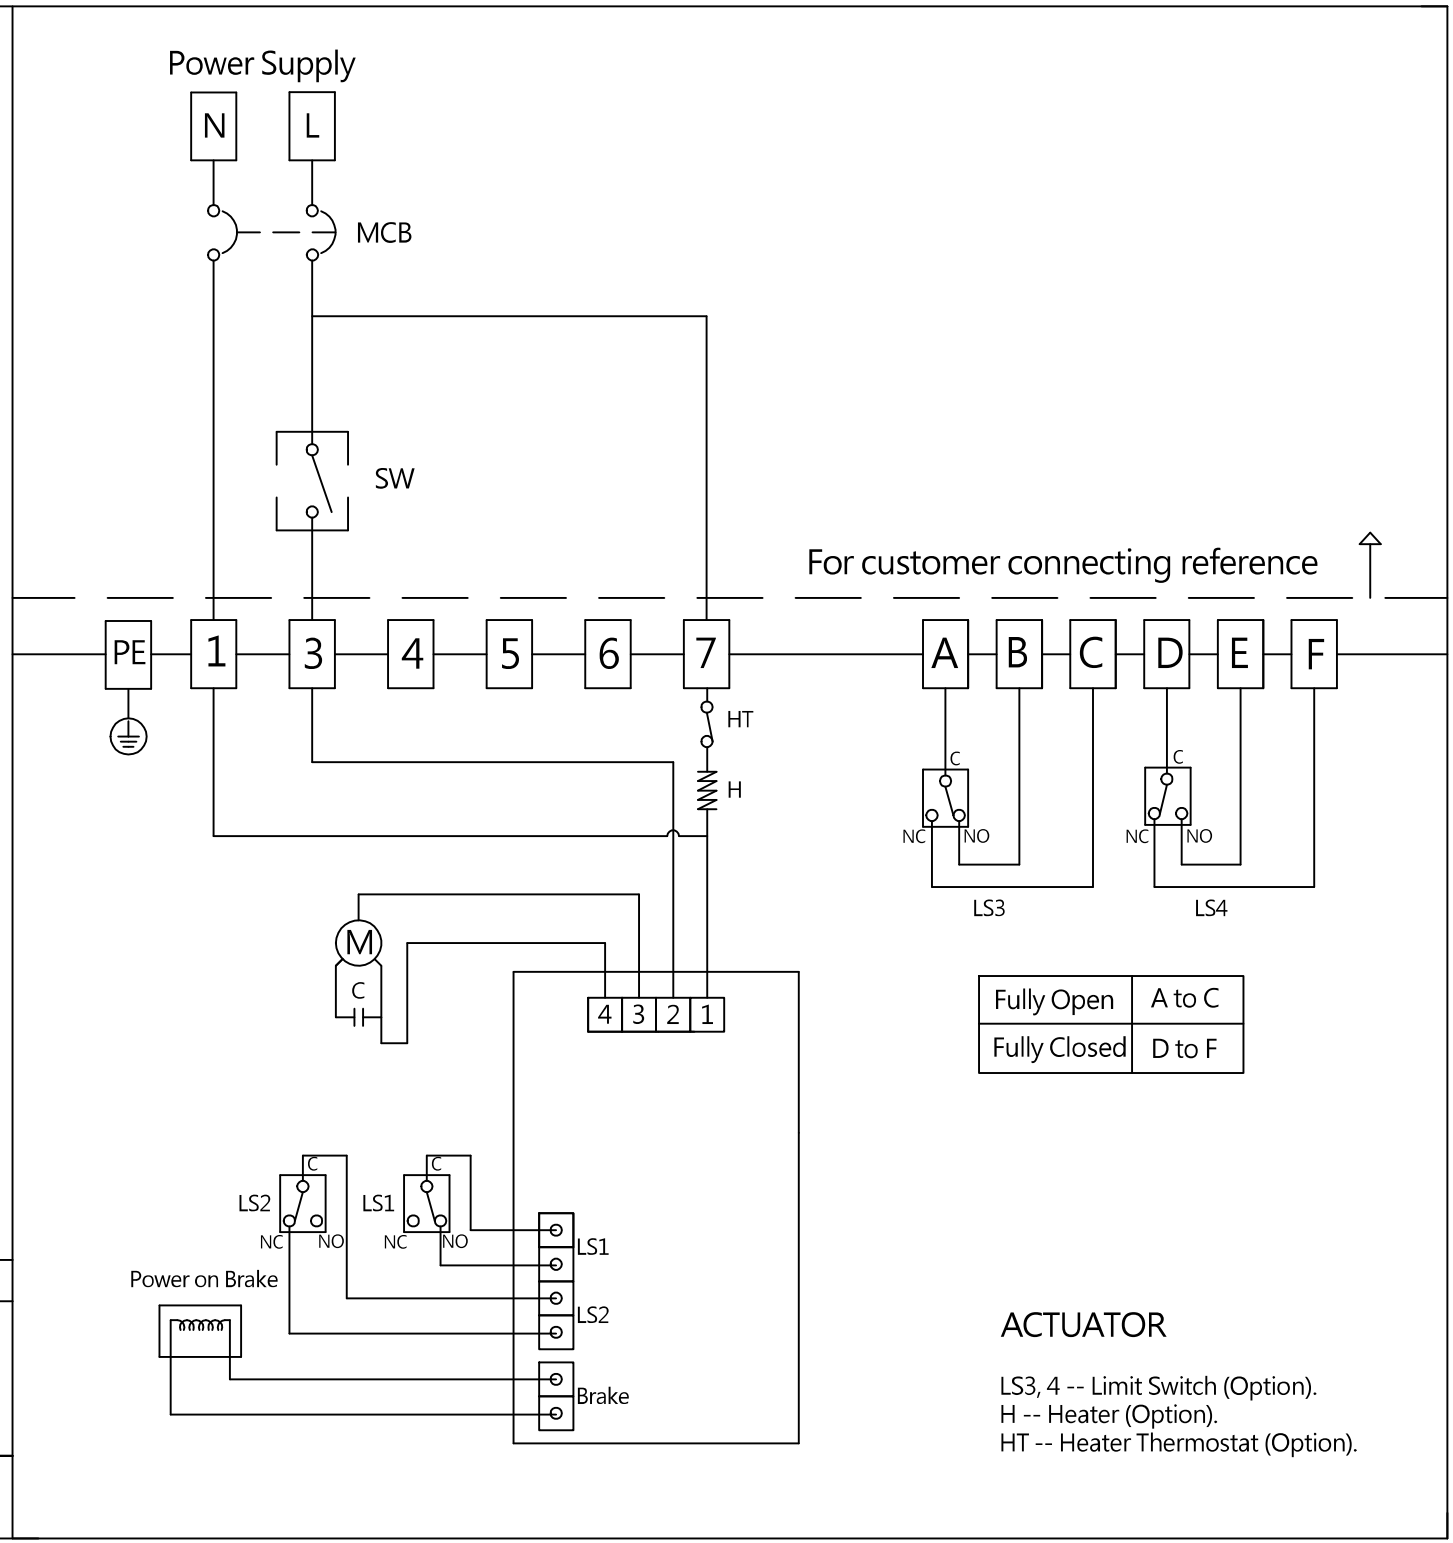 Power Supply
N L
MCB
SW
For customer connecting reference
PE 1 3 4 5 6 7 A B C D E F
HT
H
C C
NC NO NC NO
LS3 LS4
M
C
4 3 2 1
Fully Open A to C
Fully Closed D to F
C C
LS2 LS1
NC NO NC NO
LS1
Power on Brake
LS2
Brake
ACTUATOR
LS3, 4 -- Limit Switch (Option).
H -- Heater (Option).
HT -- Heater Thermostat (Option).